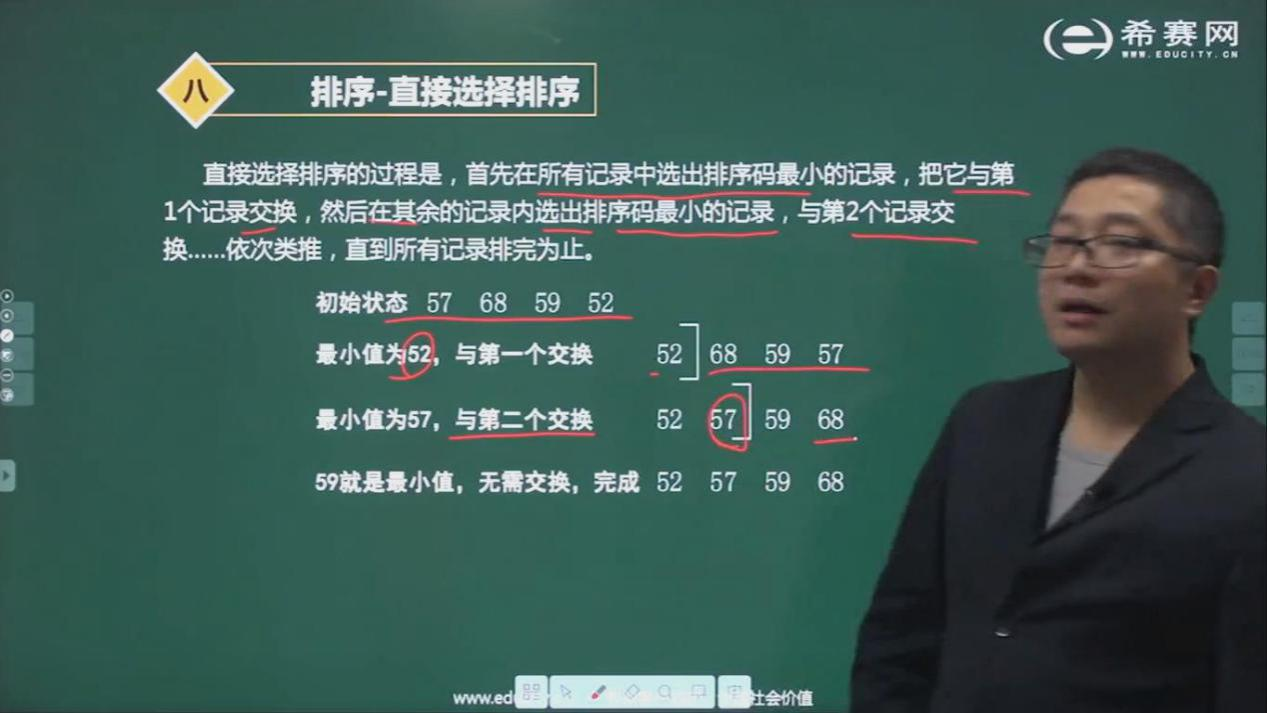 希赛网
WWW.EDUCITY.CN
八
排序-直接选择排序
直接选择排序的过程是，首先在所有记录中选出排序码最小的记录，把它与第
1个记录交换，然后在其余的记录内选出排序码最小的记录，与第2个记录交
换......依次类推，直到所有记录排完为止。
初始状态 57 68 59 52
最小值为52，与第一个交换 52] 68 59 57
最小值为57，与第二个交换 52 57] 59 68
59就是最小值，无需交换，完成 52 57 59 68
www.edu 社会价值